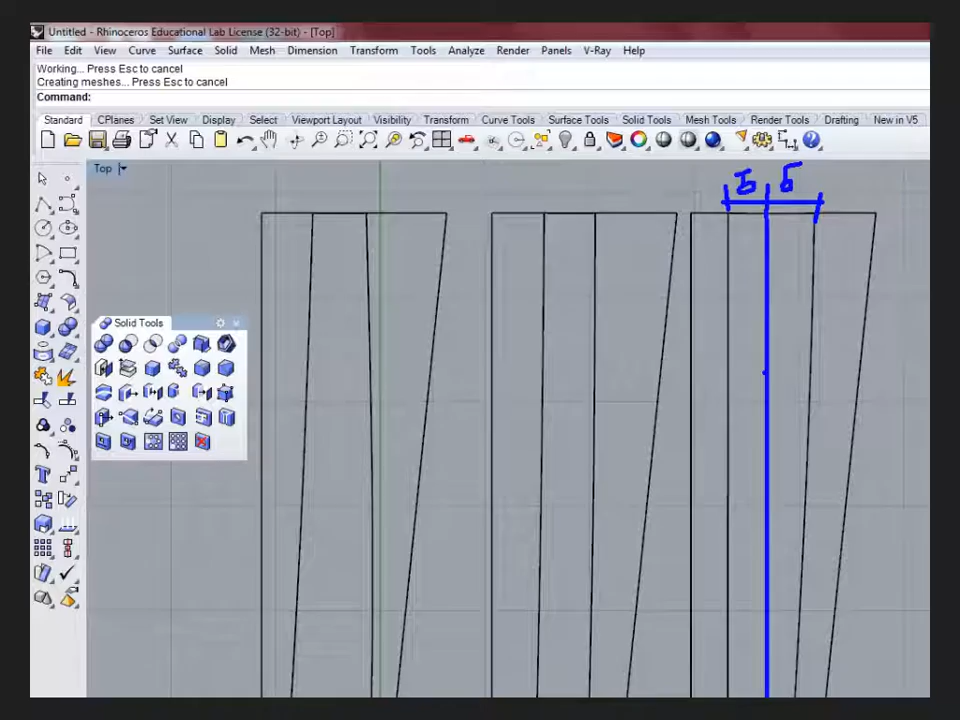 Untitled - Rhinoceros Educational Lab License (32-bit) - [Top]
File Edit View Curve Surface Solid Mesh Dimension Transform Tools Analyze Render Panels V-Ray Help
Working... Press Esc to cancel
Creating meshes... Press Esc to cancel
Command:
Standard CPlanes Set View Display Select Viewport Layout Visibility Transform Curve Tools Surface Tools Solid Tools Mesh Tools Render Tools Drafting New in V5
Top
5 5
Solid Tools